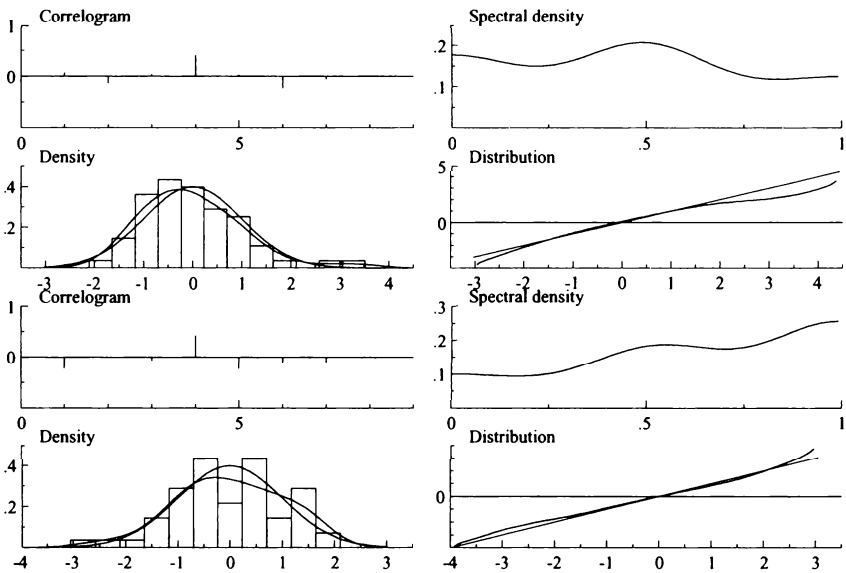 Correlogram
1
0
0 5
Spectral density
.2
.1
0 .5 1
Density
.4
.2
-3 -2 -1 0 1 2 3 4
Distribution
5
0
-3 -2 -1 0 1 2 3 4
Correlogram
1
0
0 5
Spectral density
.3
.2
.1
0 .5 1
Density
.4
.2
-4 -3 -2 -1 0 1 2 3
Distribution
0
-4 -3 -2 -1 0 1 2 3